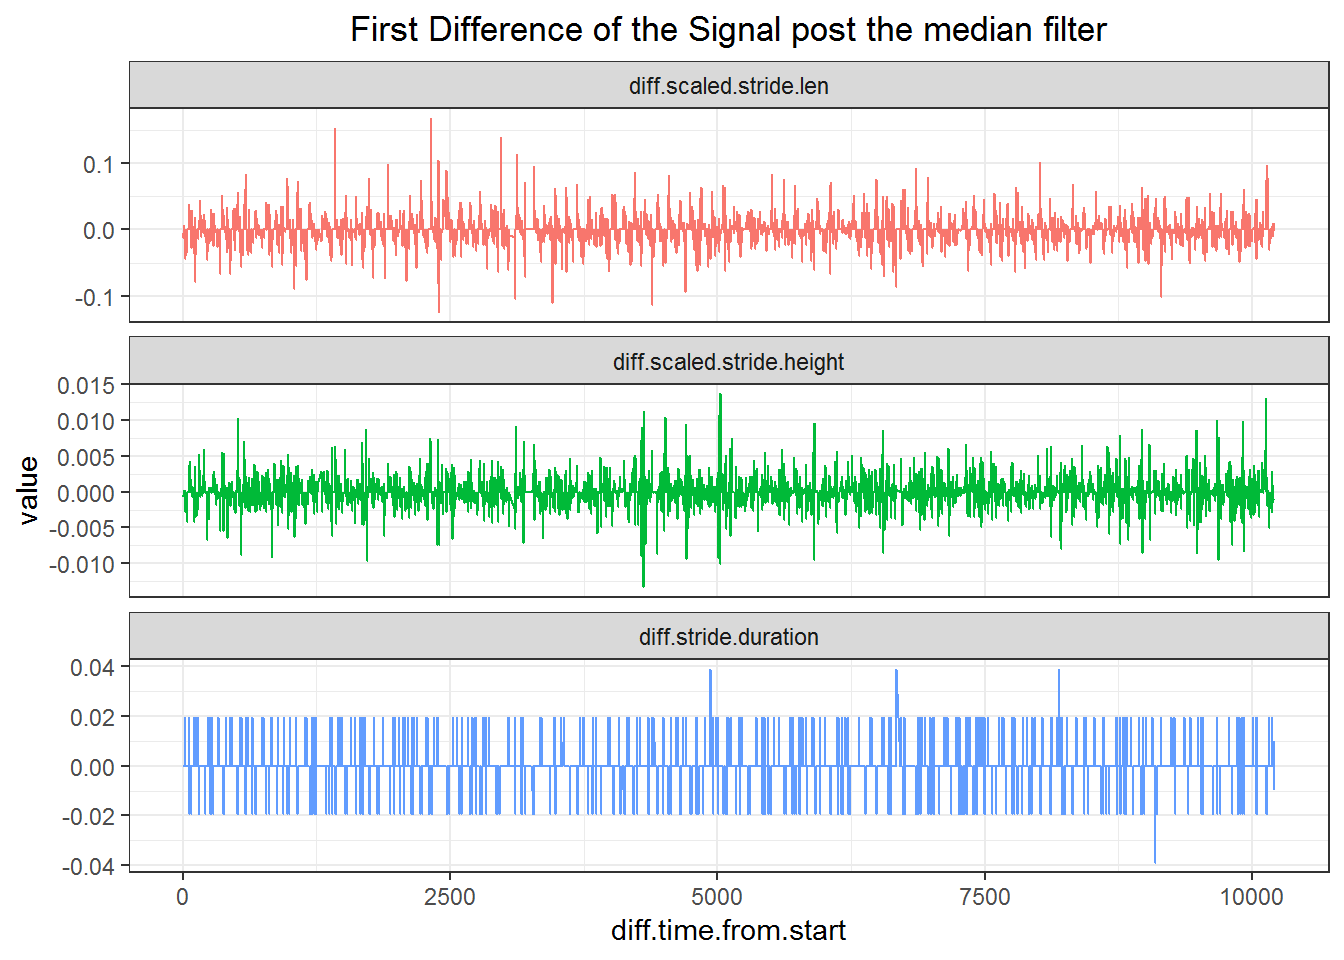 First Difference of the Signal post the median filter
diff.scaled.stride.len
0.1
0.0
-0.1
diff.scaled.stride.height
0.015
0.010
0.005
0.000
-0.005
-0.010
value
diff.stride.duration
0.04
0.02
0.00
-0.02
-0.04
0 2500 5000 7500 10000
diff.time.from.start